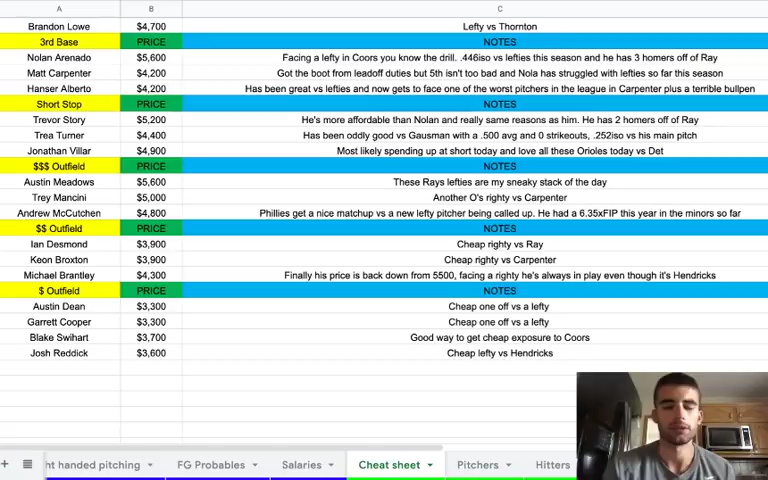 A B C
Brandon Lowe $4,700 Lefty vs Thornton
3rd Base PRICE NOTES
Nolan Arenado $5,600 Facing a lefty in Coors you know the drill. .446iso vs lefties this season and he has 3 homers off of Ray
Matt Carpenter $4,200 Got the boot from leadoff duties but 5th isn't too bad and Nola has struggled with lefties so far this season
Hanser Alberto $4,200 Has been great vs lefties and now gets to face one of the worst pitchers in the league in Carpenter plus a terrible bullpen
Short Stop PRICE NOTES
Trevor Story $5,200 He's more affordable than Nolan and really same reasons as him. He has 2 homers off of Ray
Trea Turner $4,400 Has been oddly good vs Gausman with a .500 avg and 0 strikeouts, .252iso vs his main pitch
Jonathan Villar $4,900 Most likely spending up at short today and love all these Orioles today vs Det
$$$ Outfield PRICE NOTES
Austin Meadows $5,600 These Rays lefties are my sneaky stack of the day
Trey Mancini $5,000 Another O's righty vs Carpenter
Andrew McCutchen $4,800 Phillies get a nice matchup vs a new lefty pitcher being called up. He had a 6.35xFIP this year in the minors so far
$$ Outfield PRICE NOTES
Ian Desmond $3,900 Cheap righty vs Ray
Keon Broxton $3,900 Cheap righty vs Carpenter
Michael Brantley $4,300 Finally his price is back down from 5500, facing a righty he's always in play even though it's Hendricks
$ Outfield PRICE NOTES
Austin Dean $3,300 Cheap one off vs a lefty
Garrett Cooper $3,300 Cheap one off vs a lefty
Blake Swihart $3,700 Good way to get cheap exposure to Coors
Josh Reddick $3,600 Cheap lefty vs Hendricks
ht handed pitching FG Probables Salaries Cheat sheet Pitchers Hitters